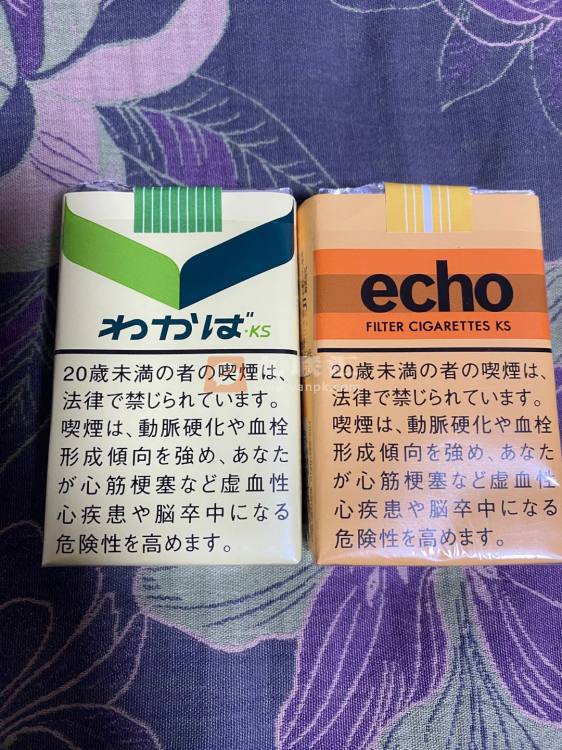 わかば・KS
20歳未満の者の喫煙は、
法律で禁じられています。
喫煙は、動脈硬化や血栓
形成傾向を強め、あなた
が心筋梗塞など虚血性
心疾患や脳卒中になる
危険性を高めます。
echo
FILTER CIGARETTES KS
20歳未満の者の喫煙は、
法律で禁じられています。
喫煙は、動脈硬化や血栓
形成傾向を強め、あなた
が心筋梗塞など虚血性
心疾患や脳卒中になる
危険性を高めます。